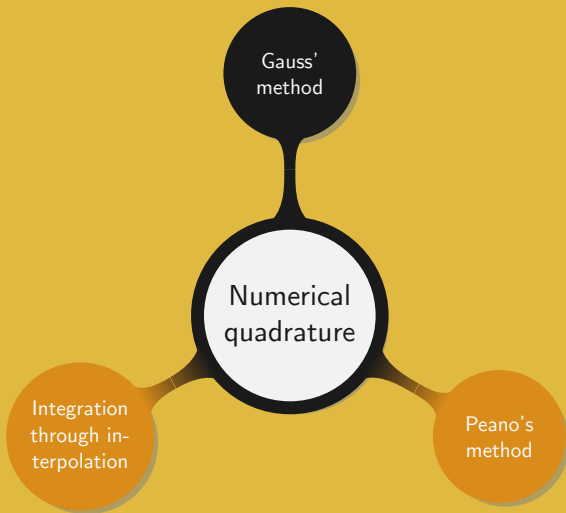 Gauss'
method
Numerical
quadrature
Integration
through in-
terpolation
Peano's
method